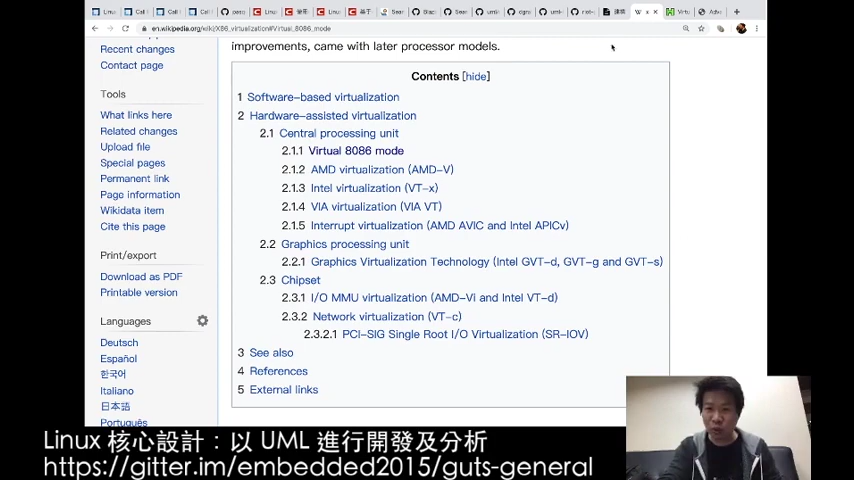 en.wikipedia.org/wiki/X86_virtualization#Virtual_8086_mode
Recent changes
Contact page
Tools
What links here
Related changes
Upload file
Special pages
Permanent link
Page information
Wikidata item
Cite this page
Print/export
Download as PDF
Printable version
Languages
Deutsch
Español
한국어
Italiano
日本語
Português
improvements, came with later processor models.
Contents [hide]
1 Software-based virtualization
2 Hardware-assisted virtualization
2.1 Central processing unit
2.1.1 Virtual 8086 mode
2.1.2 AMD virtualization (AMD-V)
2.1.3 Intel virtualization (VT-x)
2.1.4 VIA virtualization (VIA VT)
2.1.5 Interrupt virtualization (AMD AVIC and Intel APICv)
2.2 Graphics processing unit
2.2.1 Graphics Virtualization Technology (Intel GVT-d, GVT-g and GVT-s)
2.3 Chipset
2.3.1 I/O MMU virtualization (AMD-Vi and Intel VT-d)
2.3.2 Network virtualization (VT-c)
2.3.2.1 PCI-SIG Single Root I/O Virtualization (SR-IOV)
3 See also
4 References
5 External links
Linux 核心設計：以 UML 進行開發及分析
https://gitter.im/embedded2015/guts-general